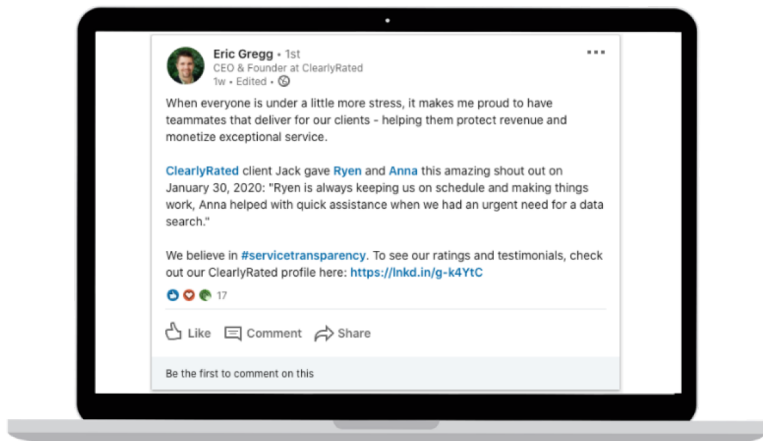 Eric Gregg • 1st
CEO & Founder at ClearlyRated
1w • Edited •
When everyone is under a little more stress, it makes me proud to have
teammates that deliver for our clients - helping them protect revenue and
monetize exceptional service.
ClearlyRated client Jack gave Ryen and Anna this amazing shout out on
January 30, 2020: "Ryen is always keeping us on schedule and making things
work, Anna helped with quick assistance when we had an urgent need for a data
search."
We believe in #servicetransparency. To see our ratings and testimonials, check
out our ClearlyRated profile here: https://lnkd.in/g-k4YtC
17
Like Comment Share
Be the first to comment on this